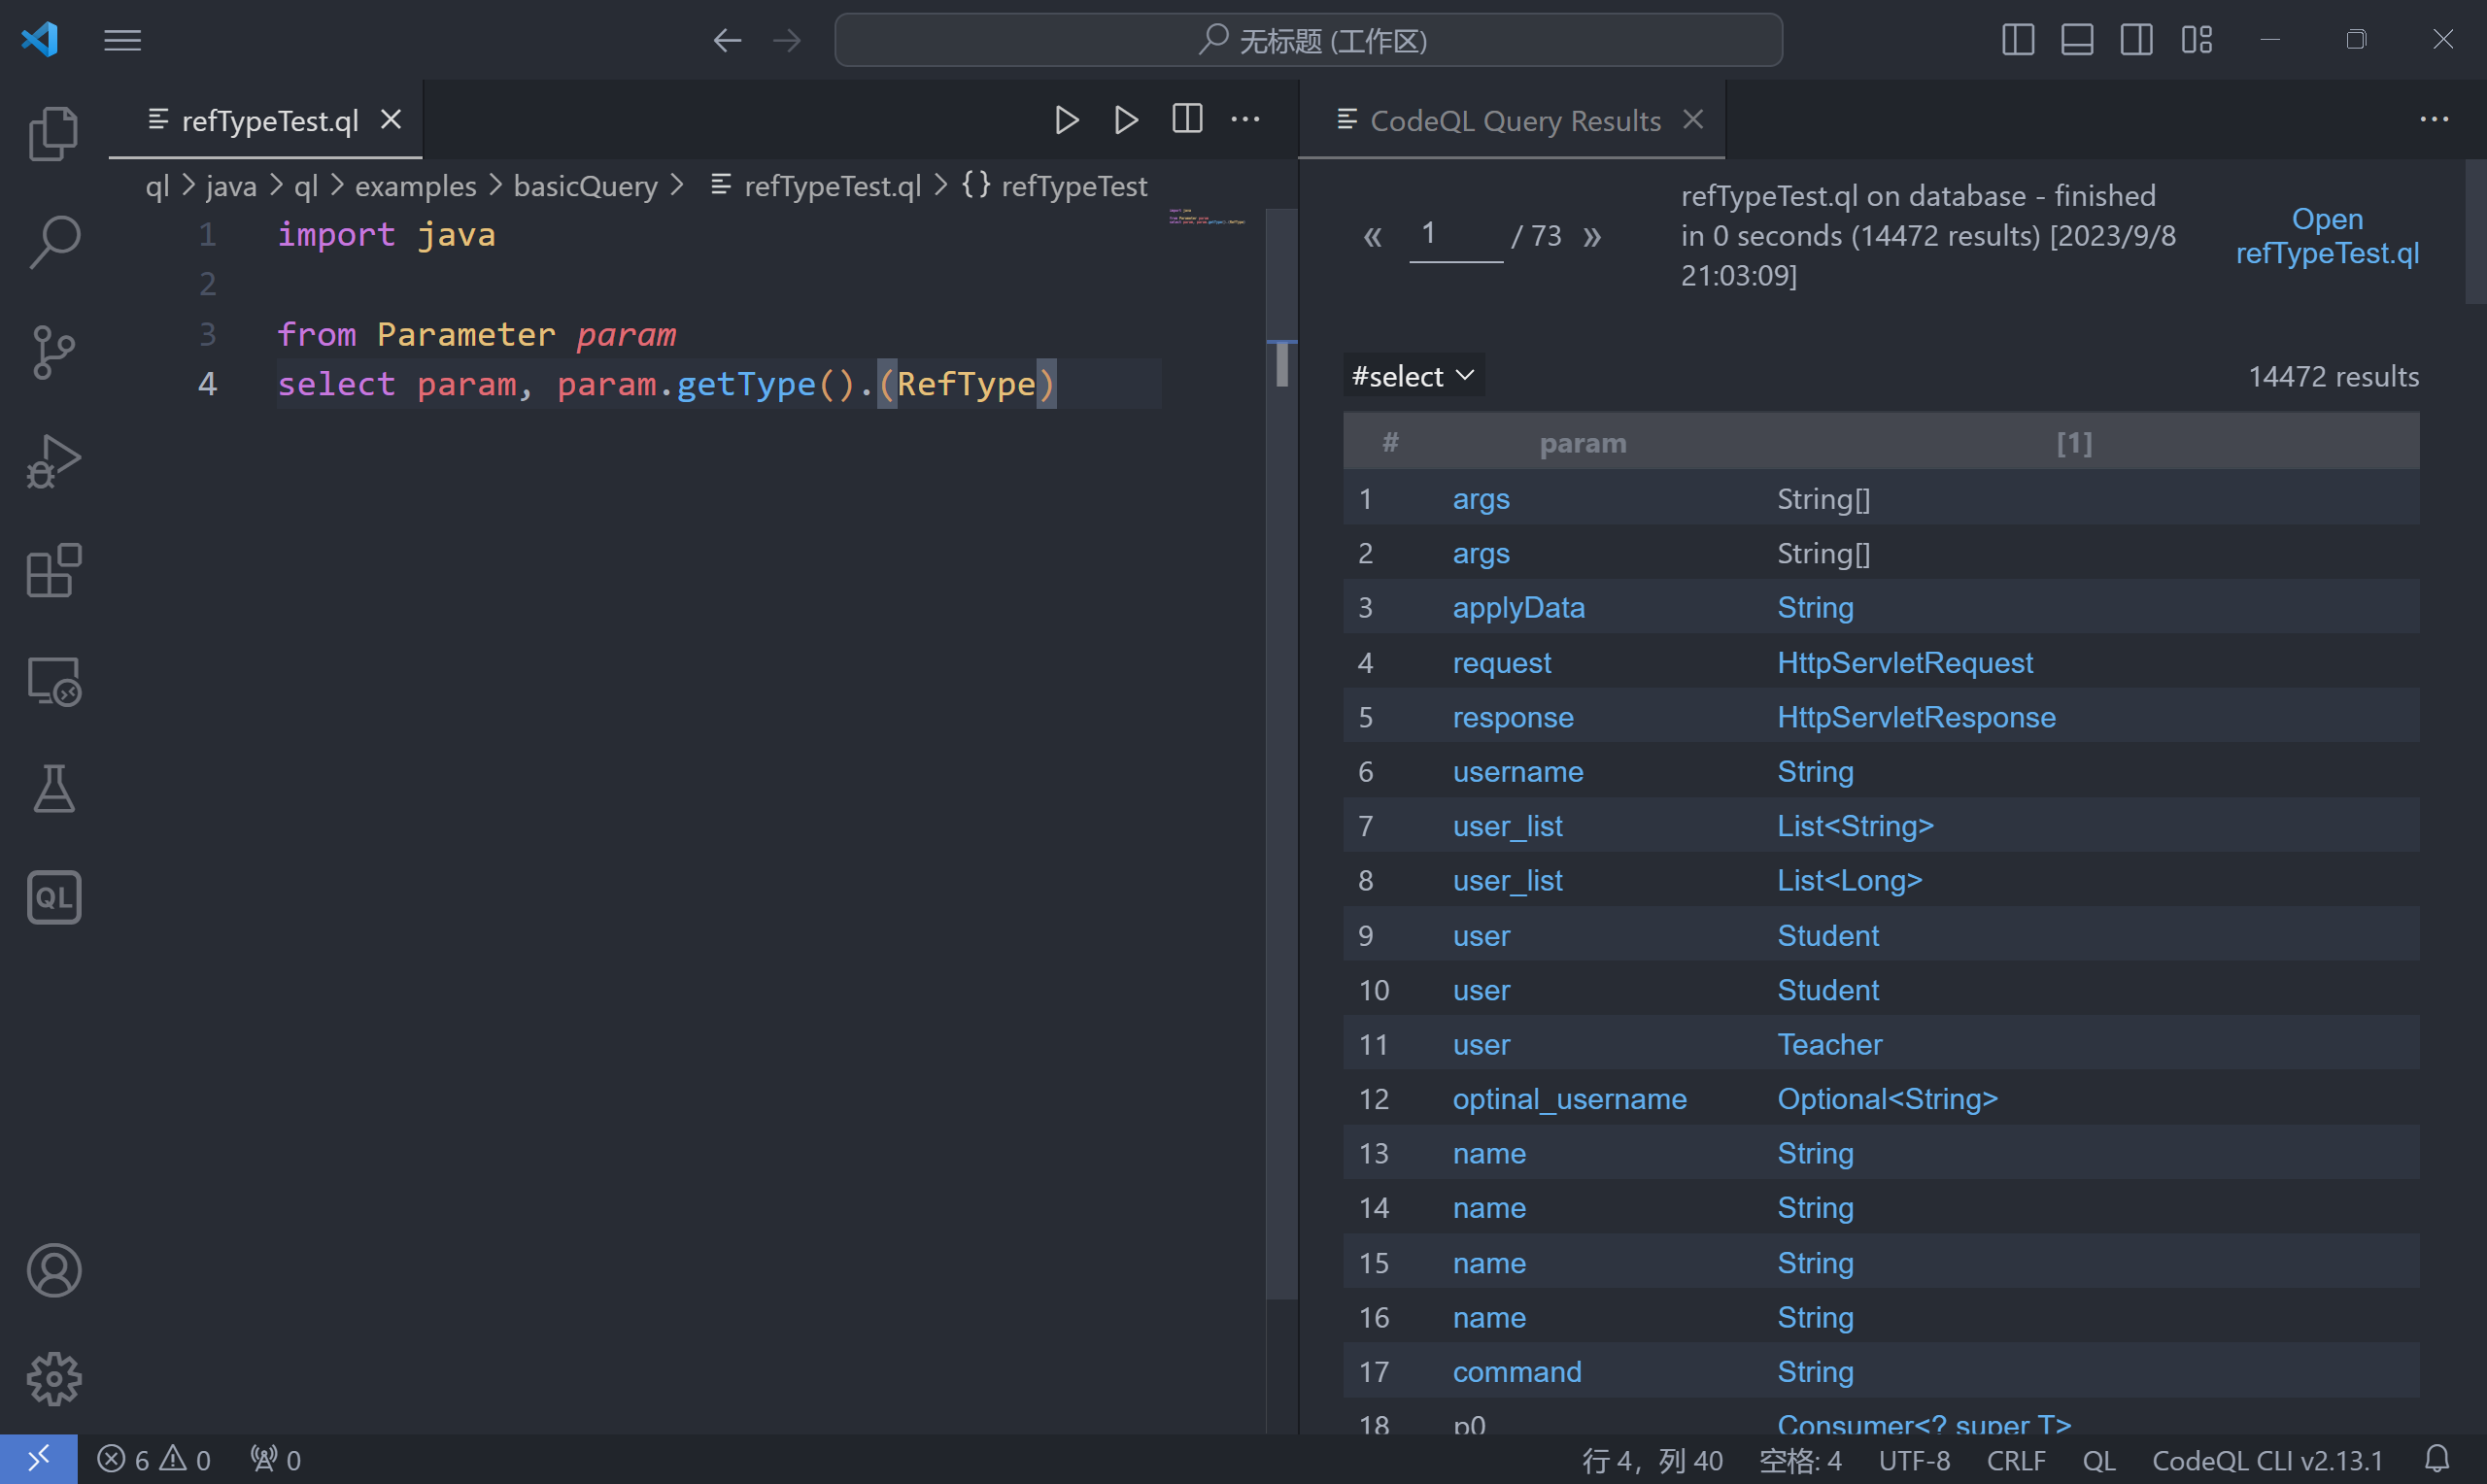 无标题 (工作区)
refTypeTest.ql
CodeQL Query Results
ql > java > ql > examples > basicQuery > refTypeTest.ql > {} refTypeTest
1 import java
2
3 from Parameter param
4 select param, param.getType().(RefType)
« 1 / 73 »
refTypeTest.ql on database - finished
in 0 seconds (14472 results) [2023/9/8
21:03:09]
Open
refTypeTest.ql
#select
14472 results
# param [1]
1 args String[]
2 args String[]
3 applyData String
4 request HttpServletRequest
5 response HttpServletResponse
6 username String
7 user_list List<String>
8 user_list List<Long>
9 user Student
10 user Student
11 user Teacher
12 optinal_username Optional<String>
13 name String
14 name String
15 name String
16 name String
17 command String
18 p0 Consumer<? super T>
QL
6 0 0
行 4，列 40 空格: 4 UTF-8 CRLF QL CodeQL CLI v2.13.1